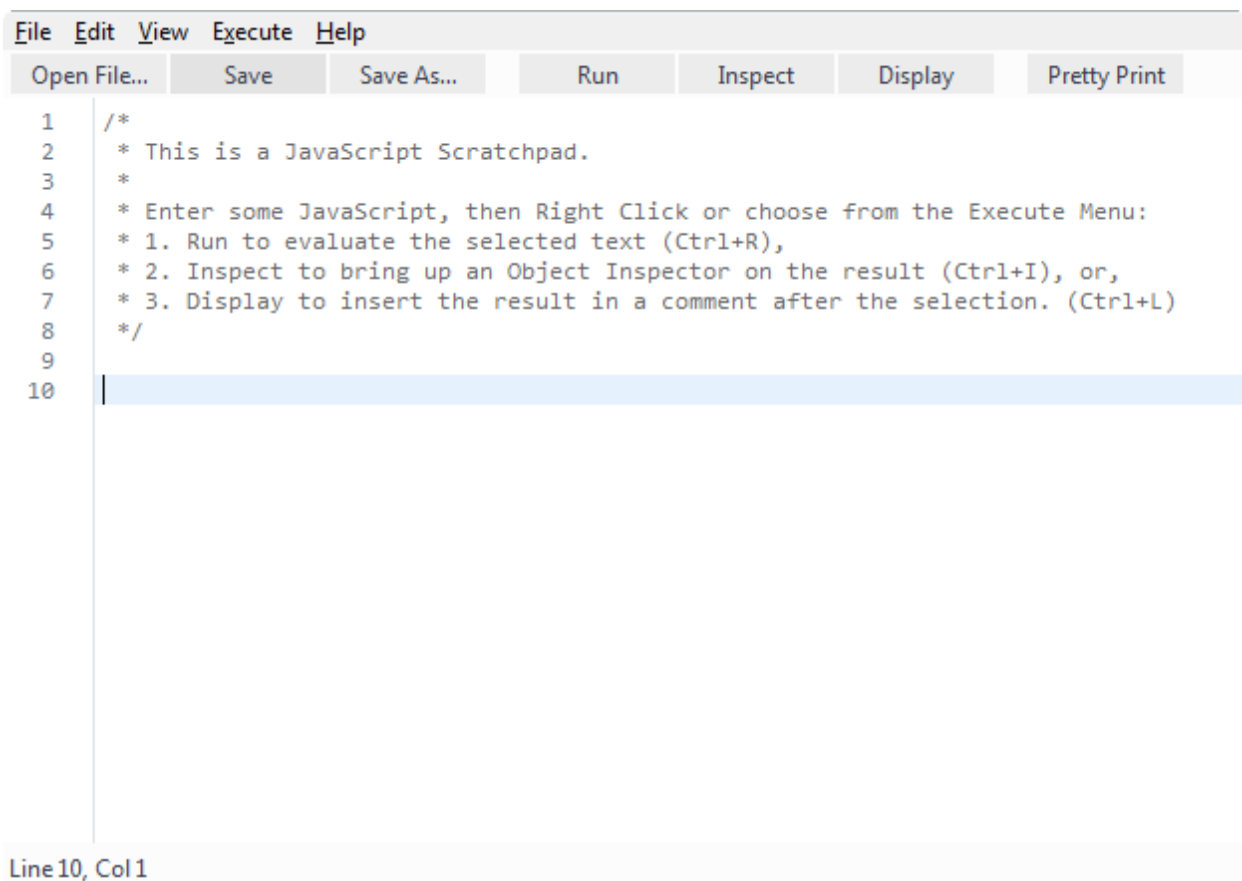 File Edit View Execute Help
Open File... Save Save As... Run Inspect Display Pretty Print
1 /*
2 * This is a JavaScript Scratchpad.
3 *
4 * Enter some JavaScript, then Right Click or choose from the Execute Menu:
5 * 1. Run to evaluate the selected text (Ctrl+R),
6 * 2. Inspect to bring up an Object Inspector on the result (Ctrl+I), or,
7 * 3. Display to insert the result in a comment after the selection. (Ctrl+L)
8 */
9
10
Line 10, Col 1